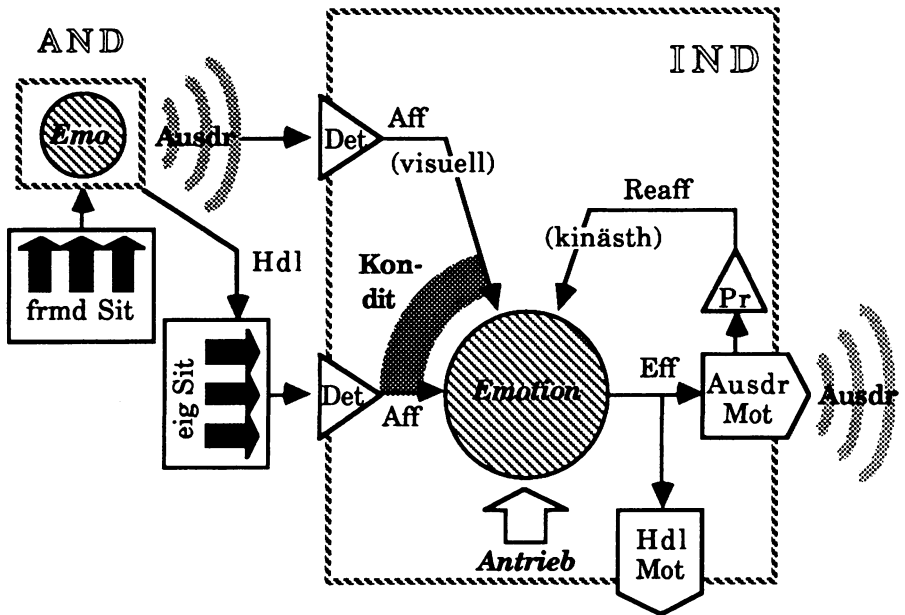 AND
IND
Emo
Ausdr
Det
Aff
(visuell)
Reaff
(kinästh)
Hdl
Kon-
dit
frmd Sit
Pr
eig Sit
Det
Aff
Emotion
Eff
Ausdr
Mot
Ausdr
Antrieb
Hdl
Mot